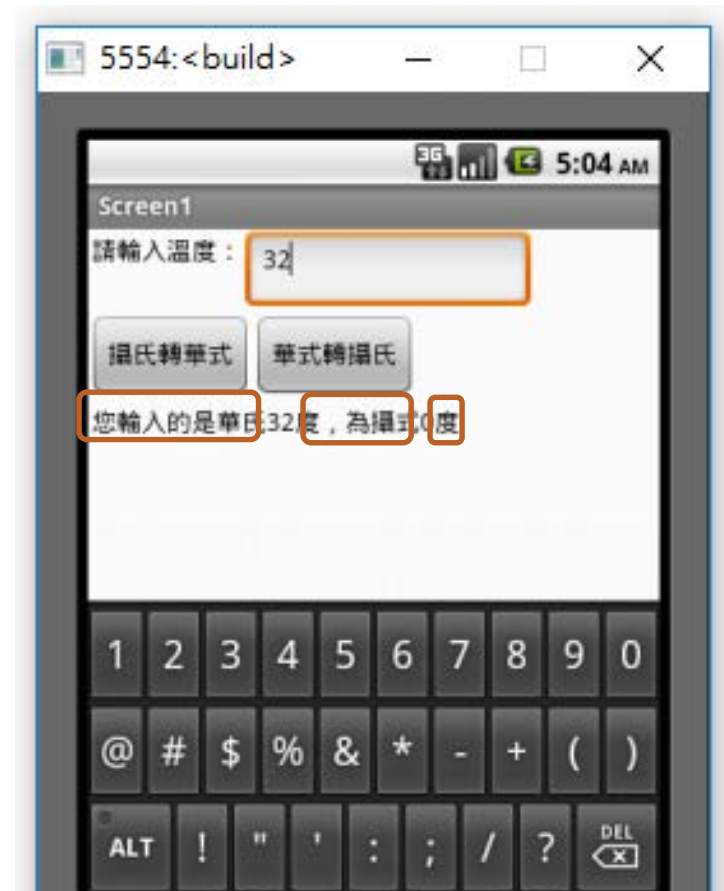 5554:<build>
3G 5:04 AM
Screen1
請輸入溫度：
32
攝氏轉華式 華式轉攝氏
您輸入的是華氏32度，為攝式0度
1 2 3 4 5 6 7 8 9 0
@ # $ % & * - + ( )
ALT ! " ' : ; / ? DEL